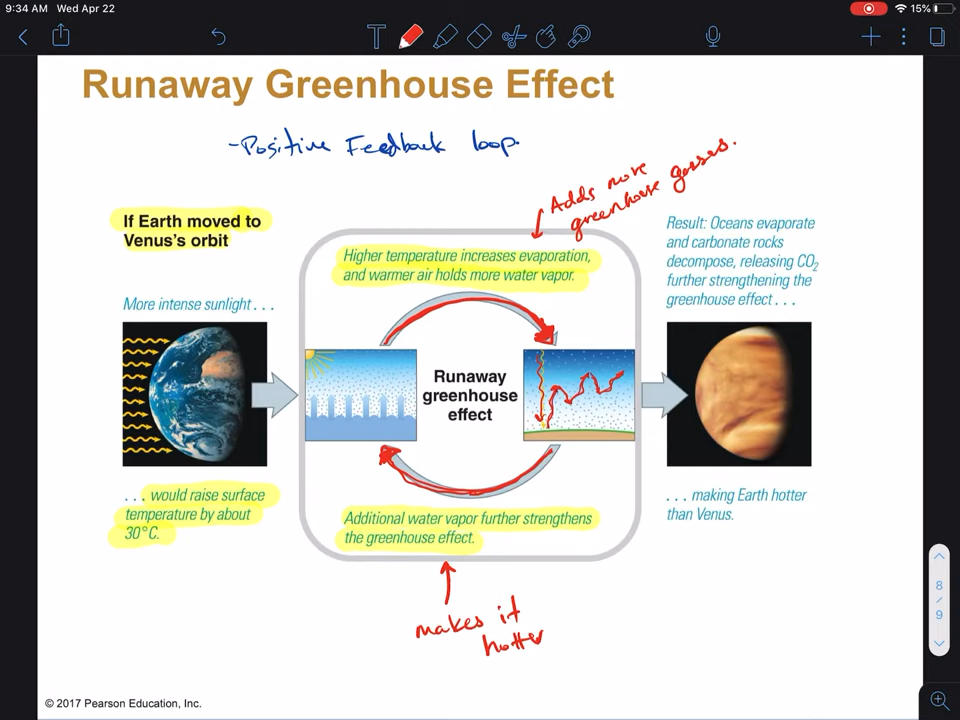 9:34 AM Wed Apr 22
15%
Runaway Greenhouse Effect
-Positive Feedback loop.
Adds more
greenhouse gasses.
If Earth moved to
Venus's orbit
Higher temperature increases evaporation,
and warmer air holds more water vapor.
Result: Oceans evaporate
and carbonate rocks
decompose, releasing CO₂
further strengthening the
greenhouse effect . . .
More intense sunlight . . .
Runaway
greenhouse
effect
. . . would raise surface
temperature by about
30°C.
Additional water vapor further strengthens
the greenhouse effect.
. . . making Earth hotter
than Venus.
makes it
hotter
8
/
9
© 2017 Pearson Education, Inc.